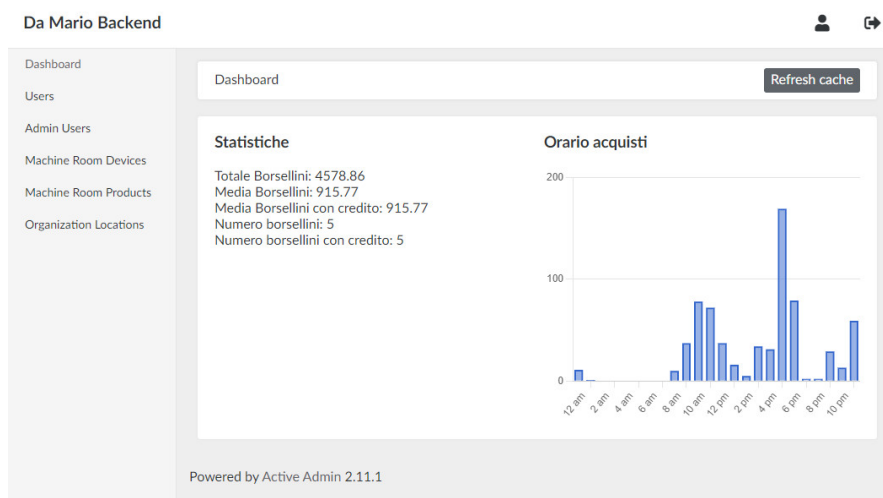 Da Mario Backend
Dashboard
Users
Admin Users
Machine Room Devices
Machine Room Products
Organization Locations
Dashboard
Refresh cache
Statistiche
Totale Borsellini: 4578.86
Media Borsellini: 915.77
Media Borsellini con credito: 915.77
Numero borsellini: 5
Numero borsellini con credito: 5
Orario acquisti
200
100
0
12 am
2 am
4 am
6 am
8 am
10 am
12 pm
2 pm
4 pm
6 pm
8 pm
10 pm
Powered by Active Admin 2.11.1